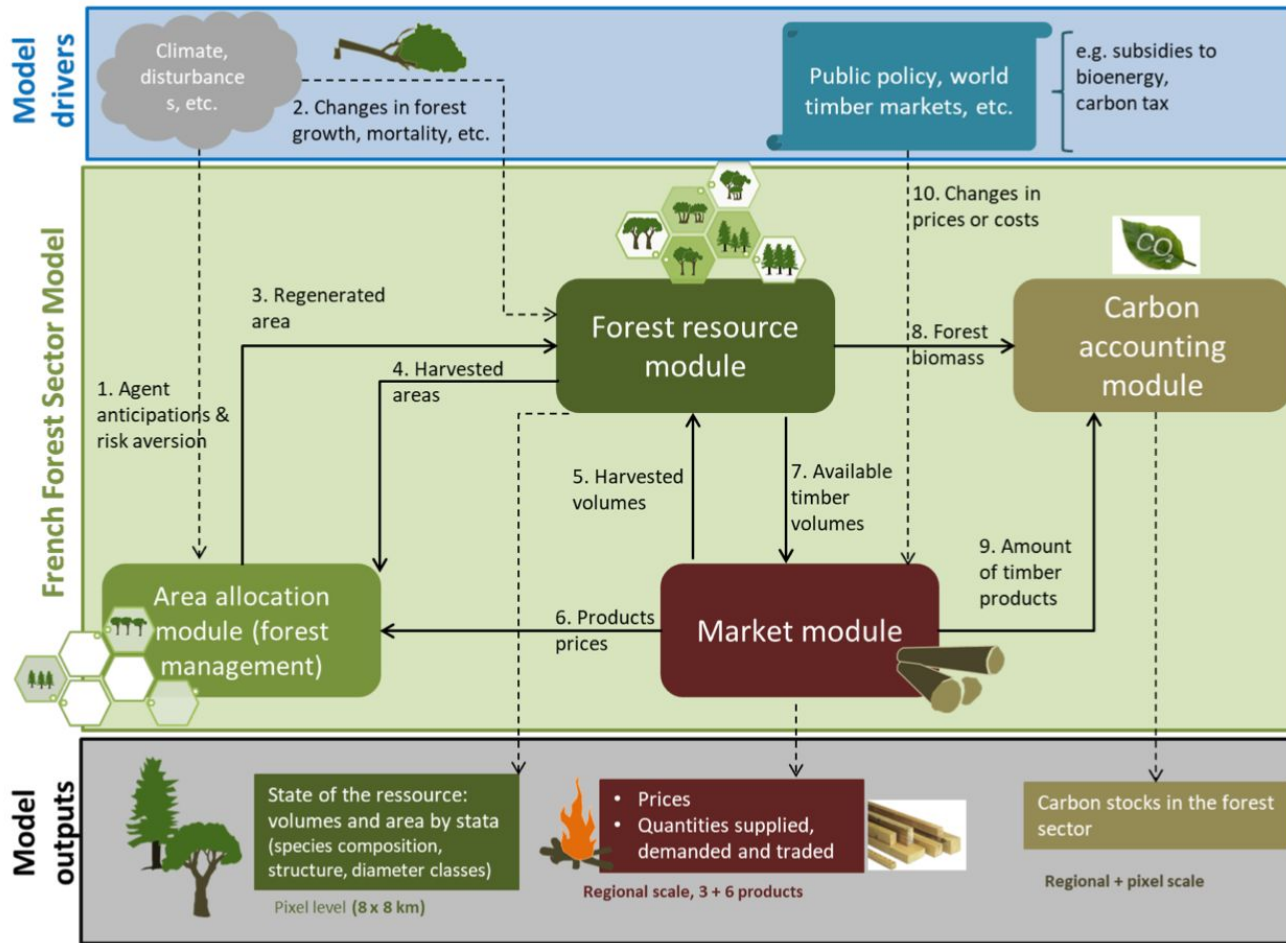 Model
drivers
Climate,
disturbance
s, etc.
2. Changes in forest
growth, mortality, etc.
Public policy, world
timber markets, etc.
e.g. subsidies to
bioenergy,
carbon tax
French Forest Sector Model
10. Changes in
prices or costs
CO₂
3. Regenerated
area
Forest resource
module
8. Forest
biomass
Carbon
accounting
module
4. Harvested
areas
1. Agent
anticipations &
risk aversion
5. Harvested
volumes
7. Available
timber
volumes
9. Amount
of timber
products
Area allocation
module (forest
management)
6. Products
prices
Market module
Model
outputs
State of the ressource:
volumes and area by stata
(species composition,
structure, diameter classes)
Pixel level (8 x 8 km)
• Prices
• Quantities supplied,
demanded and traded
Regional scale, 3 + 6 products
Carbon stocks in the forest
sector
Regional + pixel scale